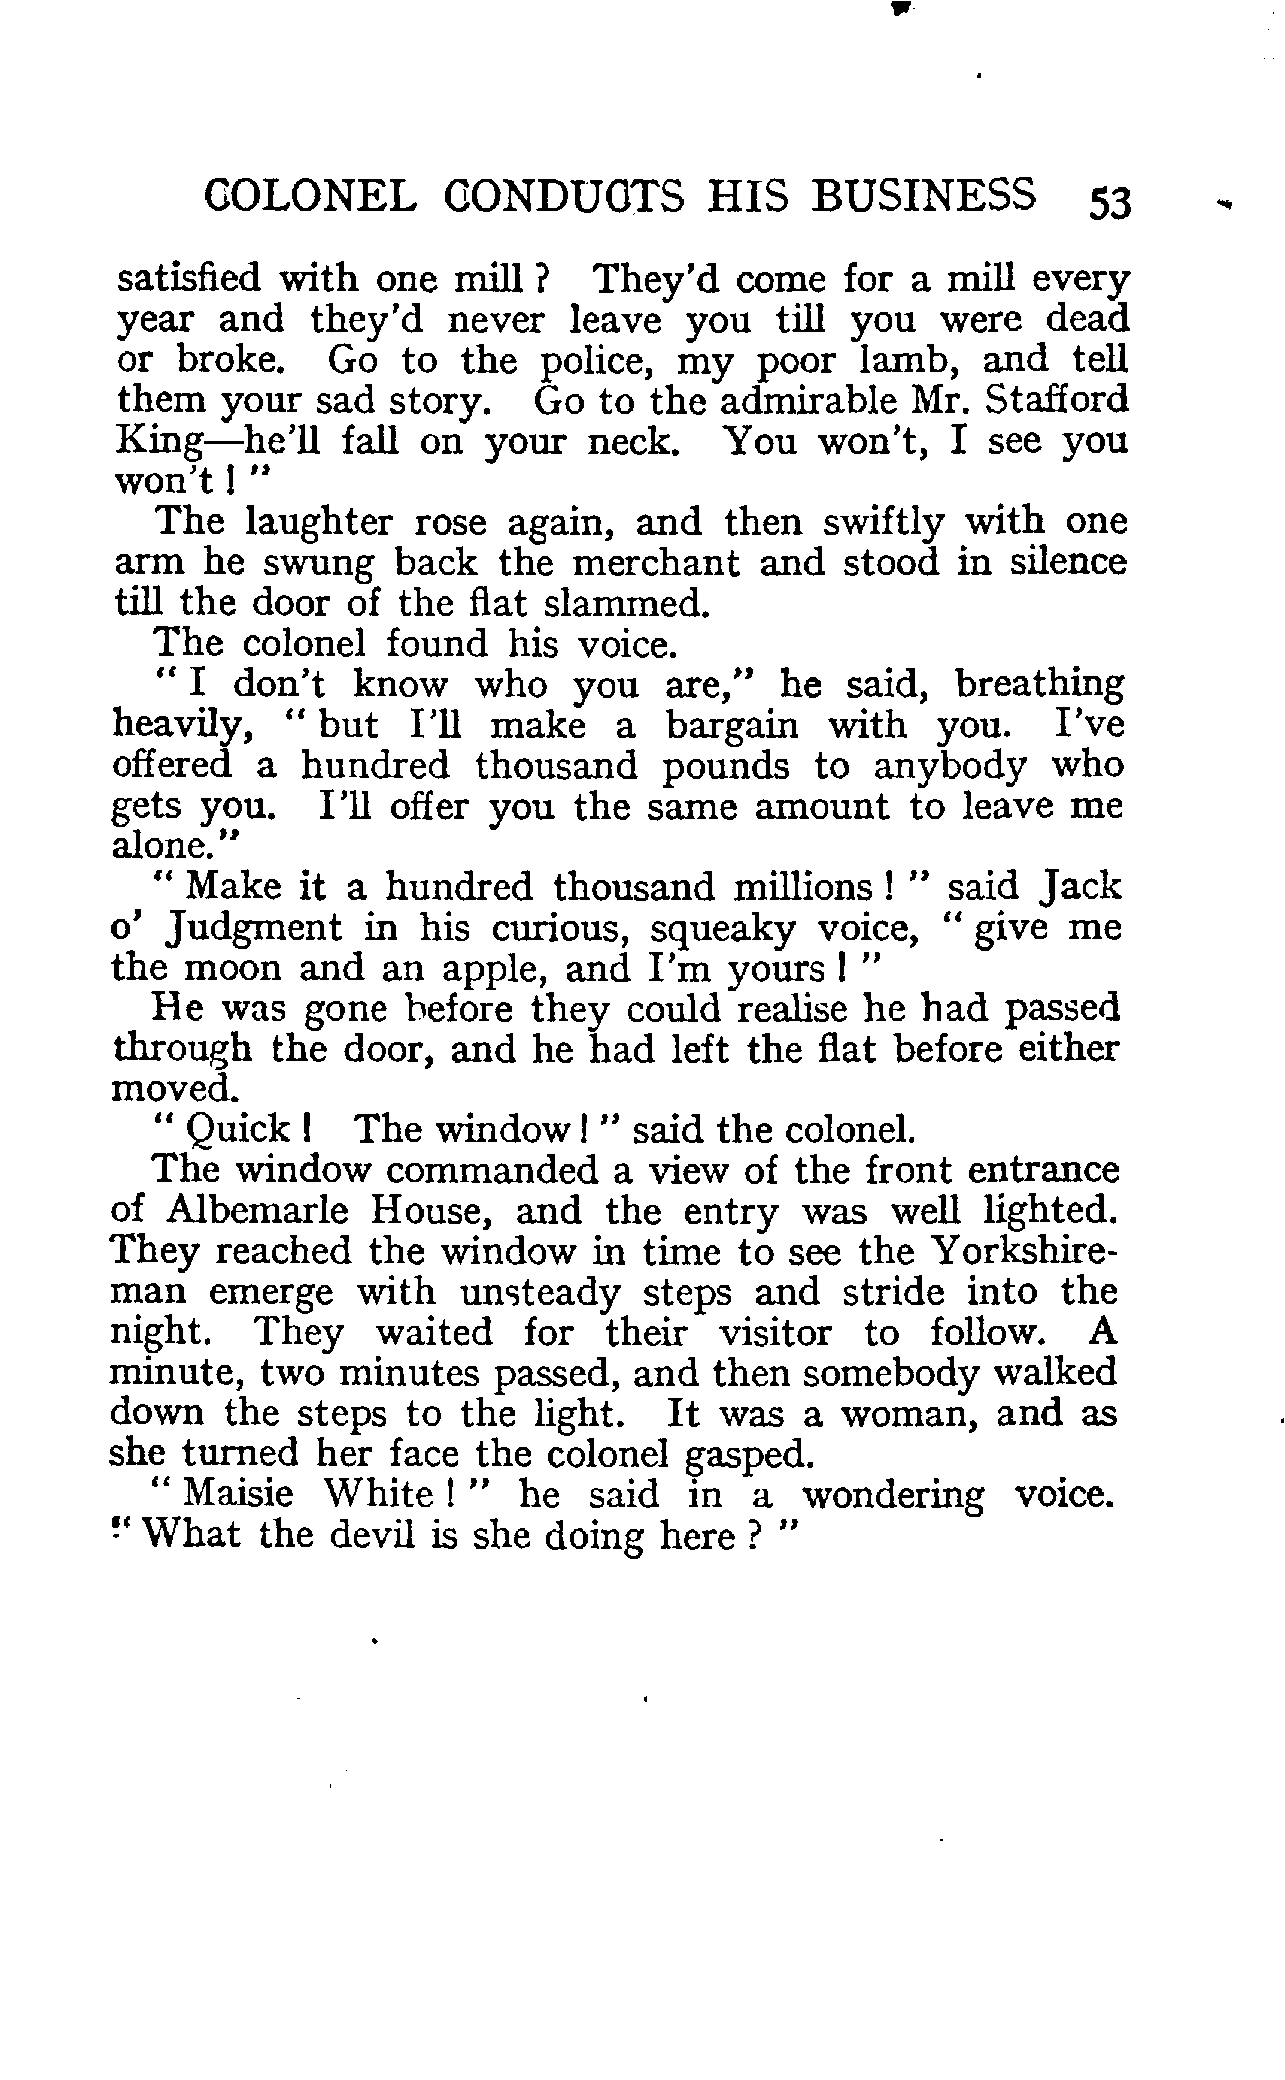 COLONEL CONDUCTS HIS BUSINESS 53
satisfied with one mill ? They'd come for a mill every
year and they'd never leave you till you were dead
or broke. Go to the police, my poor lamb, and tell
them your sad story. Go to the admirable Mr. Stafford
King—he'll fall on your neck. You won't, I see you
won't ! "
The laughter rose again, and then swiftly with one
arm he swung back the merchant and stood in silence
till the door of the flat slammed.
The colonel found his voice.
" I don't know who you are," he said, breathing
heavily, " but I'll make a bargain with you. I've
offered a hundred thousand pounds to anybody who
gets you. I'll offer you the same amount to leave me
alone."
" Make it a hundred thousand millions ! " said Jack
o' Judgment in his curious, squeaky voice, " give me
the moon and an apple, and I'm yours ! "
He was gone before they could realise he had passed
through the door, and he had left the flat before either
moved.
" Quick ! The window ! " said the colonel.
The window commanded a view of the front entrance
of Albemarle House, and the entry was well lighted.
They reached the window in time to see the Yorkshire-
man emerge with unsteady steps and stride into the
night. They waited for their visitor to follow. A
minute, two minutes passed, and then somebody walked
down the steps to the light. It was a woman, and as
she turned her face the colonel gasped.
" Maisie White ! " he said in a wondering voice.
" What the devil is she doing here ? "